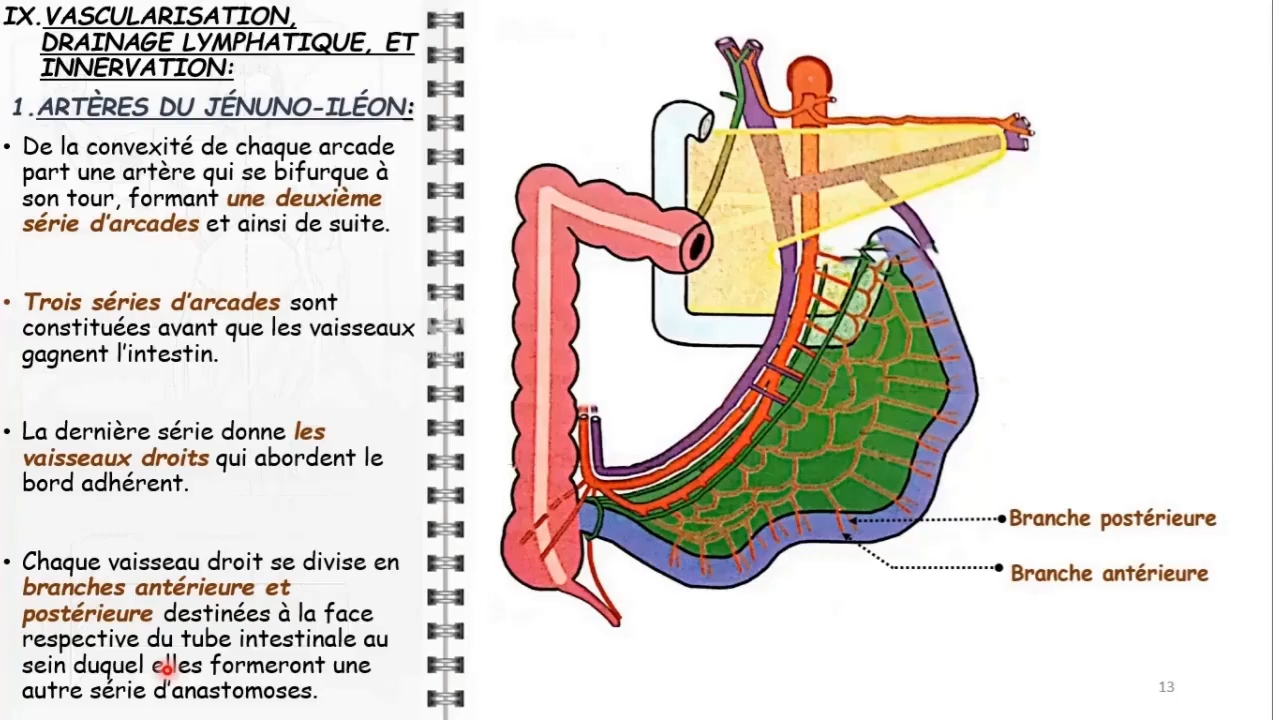 IX. VASCULARISATION,
DRAINAGE LYMPHATIQUE, ET
INNERVATION:
1. ARTÈRES DU JÉNUNO-ILÉON:
• De la convexité de chaque arcade
part une artère qui se bifurque à
son tour, formant une deuxième
série d'arcades et ainsi de suite.
• Trois séries d'arcades sont
constituées avant que les vaisseaux
gagnent l'intestin.
• La dernière série donne les
vaisseaux droits qui abordent le
bord adhérent.
• Chaque vaisseau droit se divise en
branches antérieure et
postérieure destinées à la face
respective du tube intestinale au
sein duquel elles formeront une
autre série d'anastomoses.
Branche postérieure
Branche antérieure
13